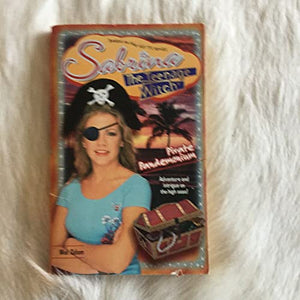 Sabrina
The Teenage
Witch
Pirate
Pandemonium
Adventure and
intrigue on
the high seas!